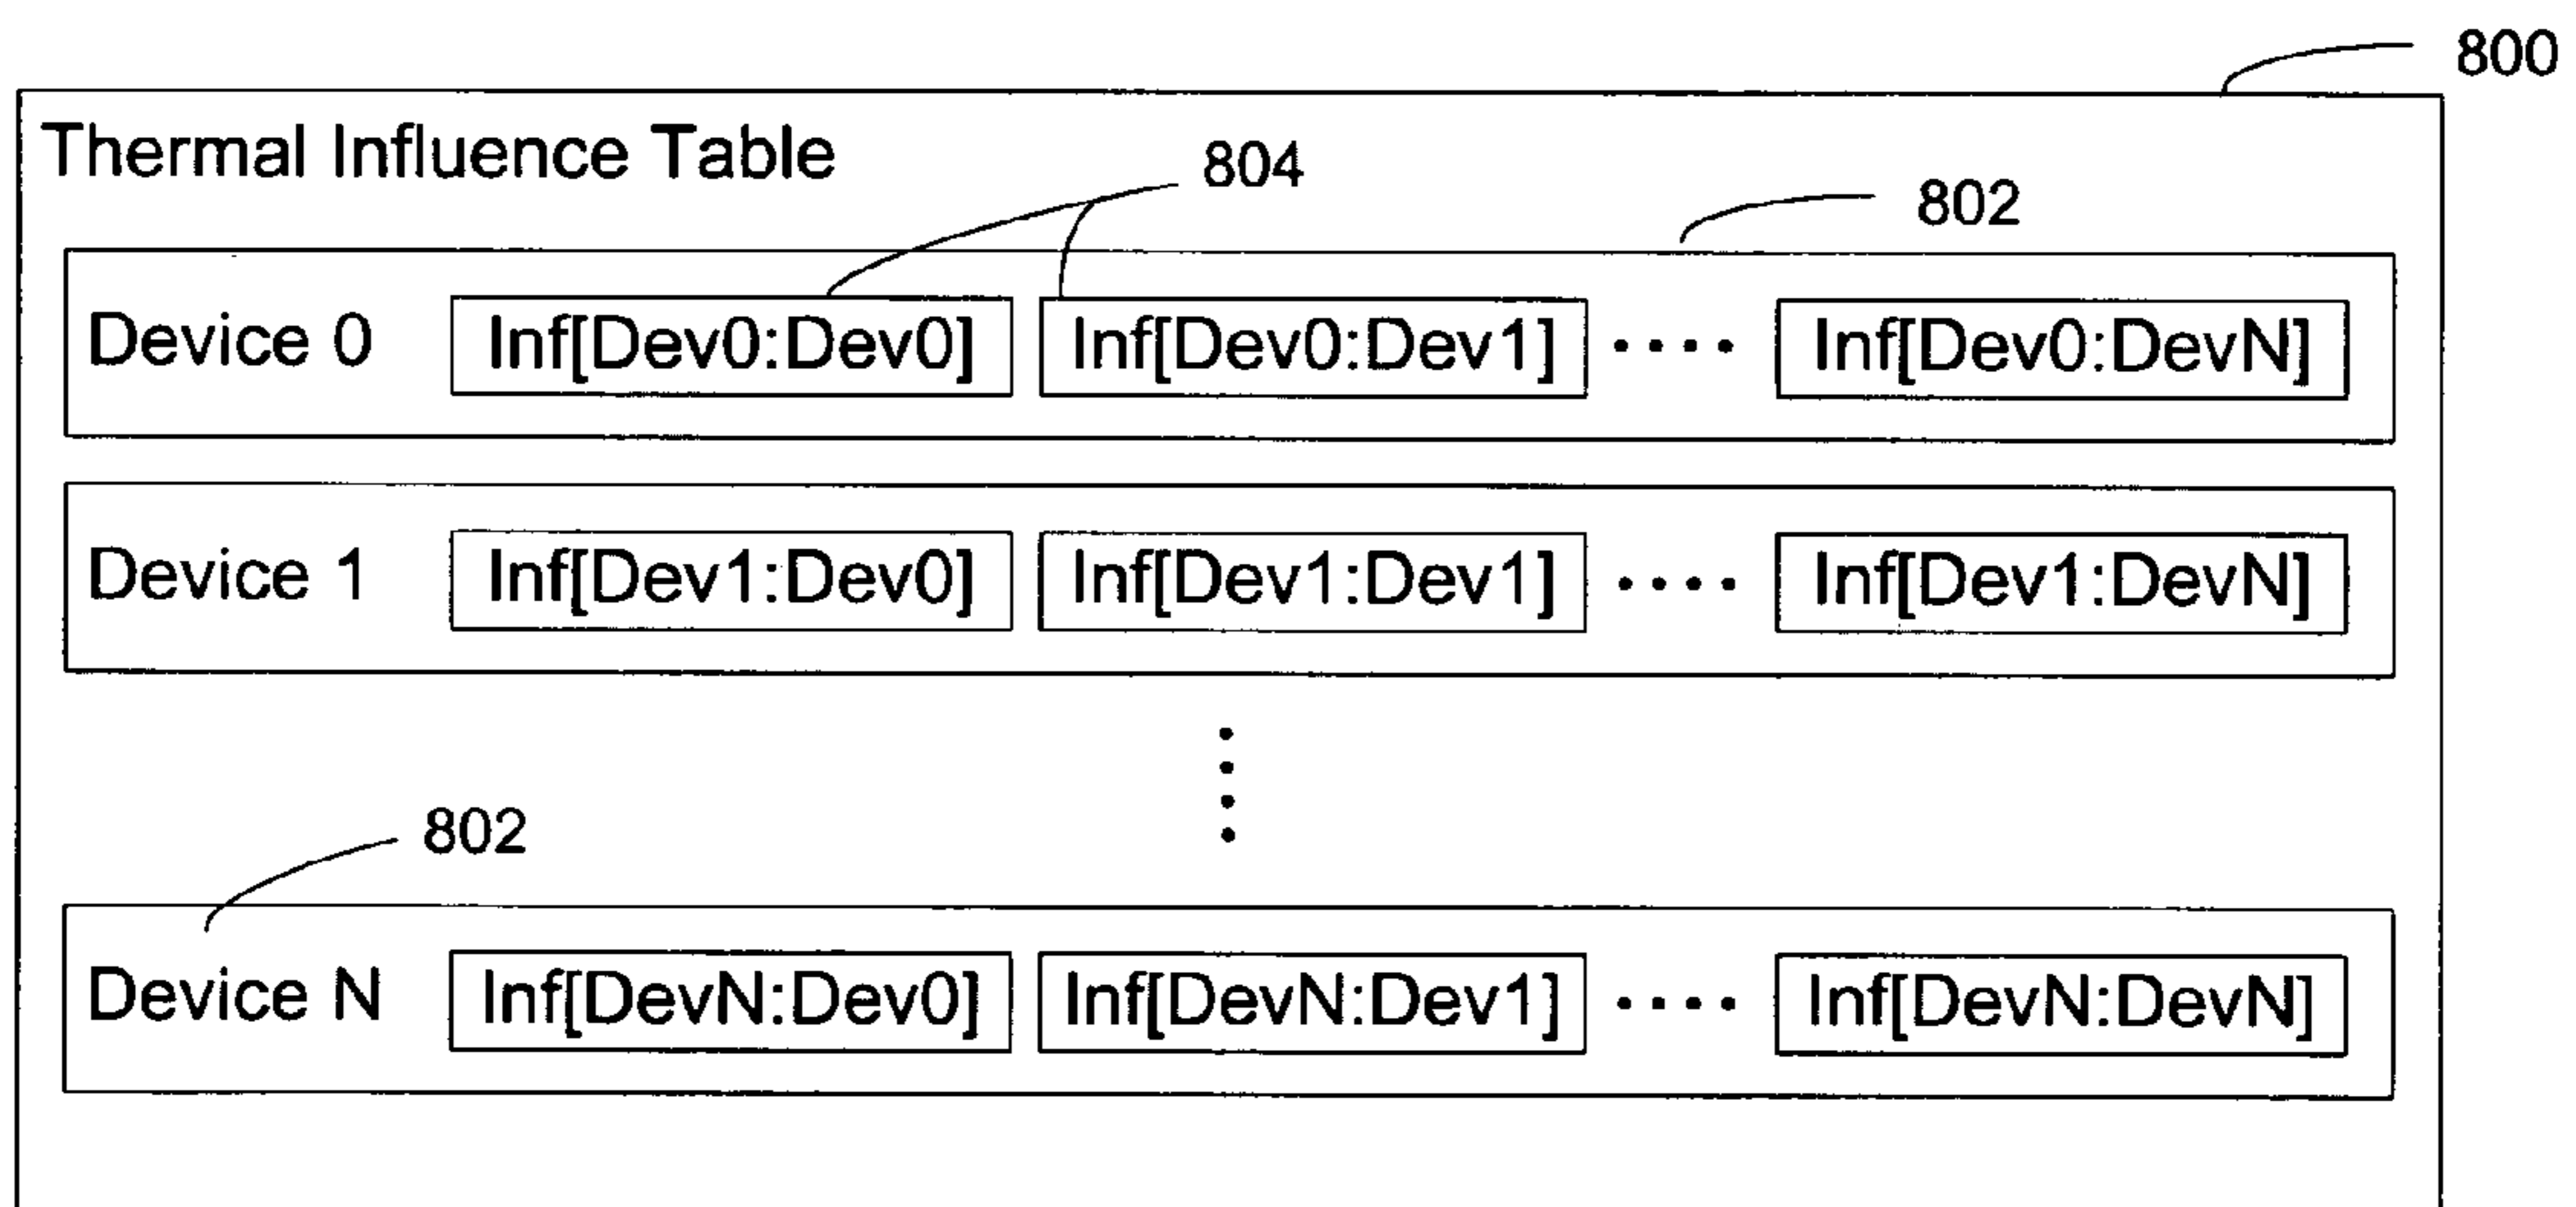 800
Thermal Influence Table
804
802
Device 0 Inf[Dev0:Dev0] Inf[Dev0:Dev1] .... Inf[Dev0:DevN]
Device 1 Inf[Dev1:Dev0] Inf[Dev1:Dev1] .... Inf[Dev1:DevN]
802
Device N Inf[DevN:Dev0] Inf[DevN:Dev1] .... Inf[DevN:DevN]